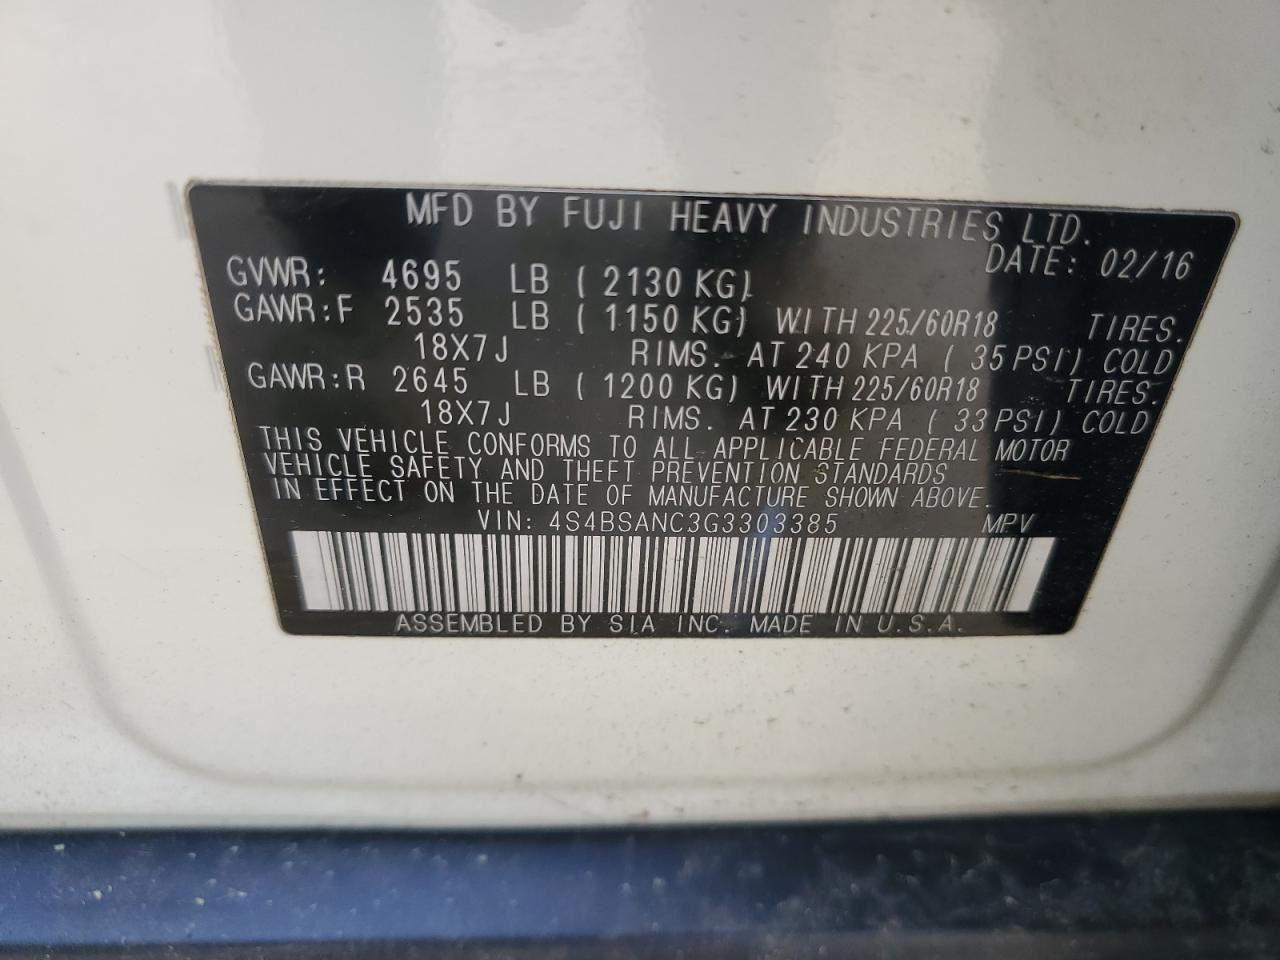 MFD BY FUJI HEAVY INDUSTRIES LTD.
DATE: 02/16
GVWR: 4695 LB ( 2130 KG)
GAWR:F 2535 LB ( 1150 KG) WITH 225/60R18 TIRES.
18X7J RIMS. AT 240 KPA ( 35 PSI) COLD
GAWR:R 2645 LB ( 1200 KG) WITH 225/60R18 TIRES.
18X7J RIMS. AT 230 KPA ( 33 PSI) COLD
THIS VEHICLE CONFORMS TO ALL APPLICABLE FEDERAL MOTOR
VEHICLE SAFETY AND THEFT PREVENTION STANDARDS
IN EFFECT ON THE DATE OF MANUFACTURE SHOWN ABOVE.
VIN: 4S4BSANC3G3303385 MPV
ASSEMBLED BY SIA INC. MADE IN U.S.A.